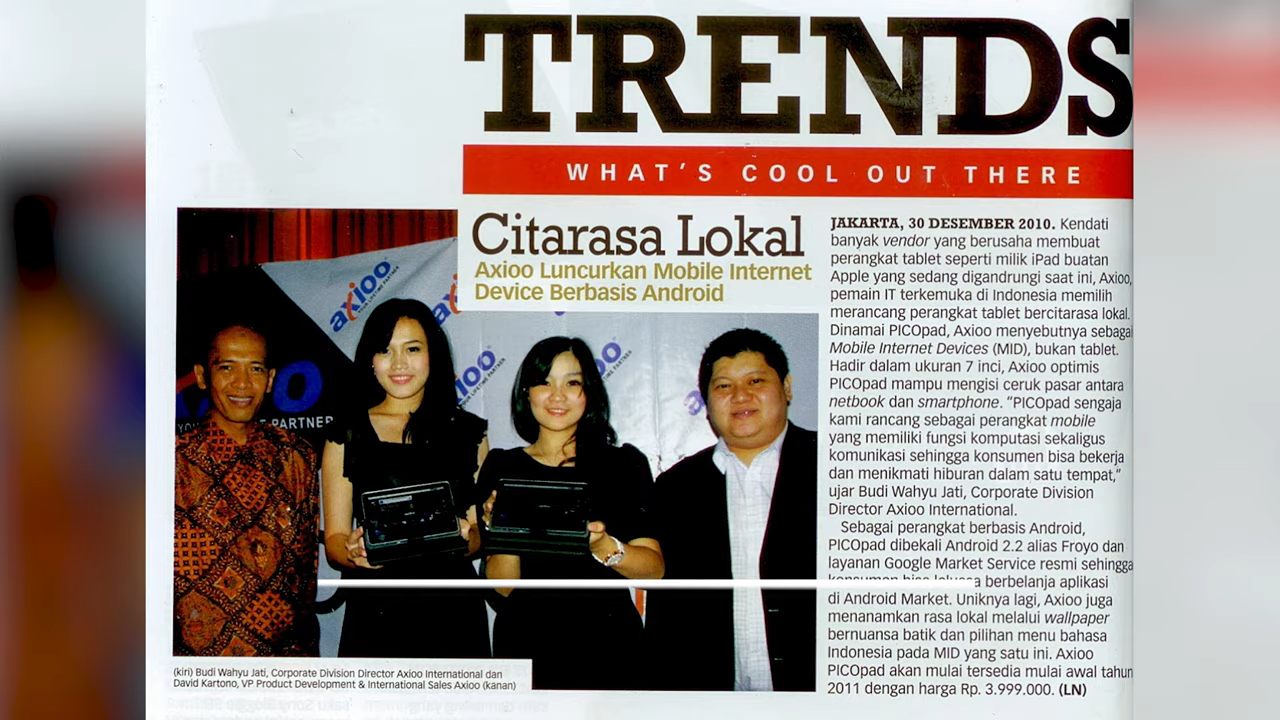 TRENDS
WHAT'S COOL OUT THERE
Citarasa Lokal
Axioo Luncurkan Mobile Internet
Device Berbasis Android
axioo
YOUR LIFETIME PARTNER
PARTNER
(kiri) Budi Wahyu Jati, Corporate Division Director Axioo International dan
David Kartono, VP Product Development & International Sales Axioo (kanan)
JAKARTA, 30 DESEMBER 2010. Kendati
banyak vendor yang berusaha membuat
perangkat tablet seperti milik iPad buatan
Apple yang sedang digandrungi saat ini, Axioo,
pemain IT terkemuka di Indonesia memilih
merancang perangkat tablet bercitarasa lokal.
Dinamai PICOpad, Axioo menyebutnya sebaga
Mobile Internet Devices (MID), bukan tablet.
Hadir dalam ukuran 7 inci, Axioo optimis
PICOpad mampu mengisi ceruk pasar antara
netbook dan smartphone. "PICOpad sengaja
kami rancang sebagai perangkat mobile
yang memiliki fungsi komputasi sekaligus
komunikasi sehingga konsumen bisa bekerja
dan menikmati hiburan dalam satu tempat,"
ujar Budi Wahyu Jati, Corporate Division
Director Axioo International.
Sebagai perangkat berbasis Android,
PICOpad dibekali Android 2.2 alias Froyo dan
layanan Google Market Service resmi sehingga
konsumen bisa berbelanja aplikasi
di Android Market. Uniknya lagi, Axioo juga
menanamkan rasa lokal melalui wallpaper
bernuansa batik dan pilihan menu bahasa
Indonesia pada MID yang satu ini. Axioo
PICOpad akan mulai tersedia mulai awal tahun
2011 dengan harga Rp. 3.999.000. (LN)